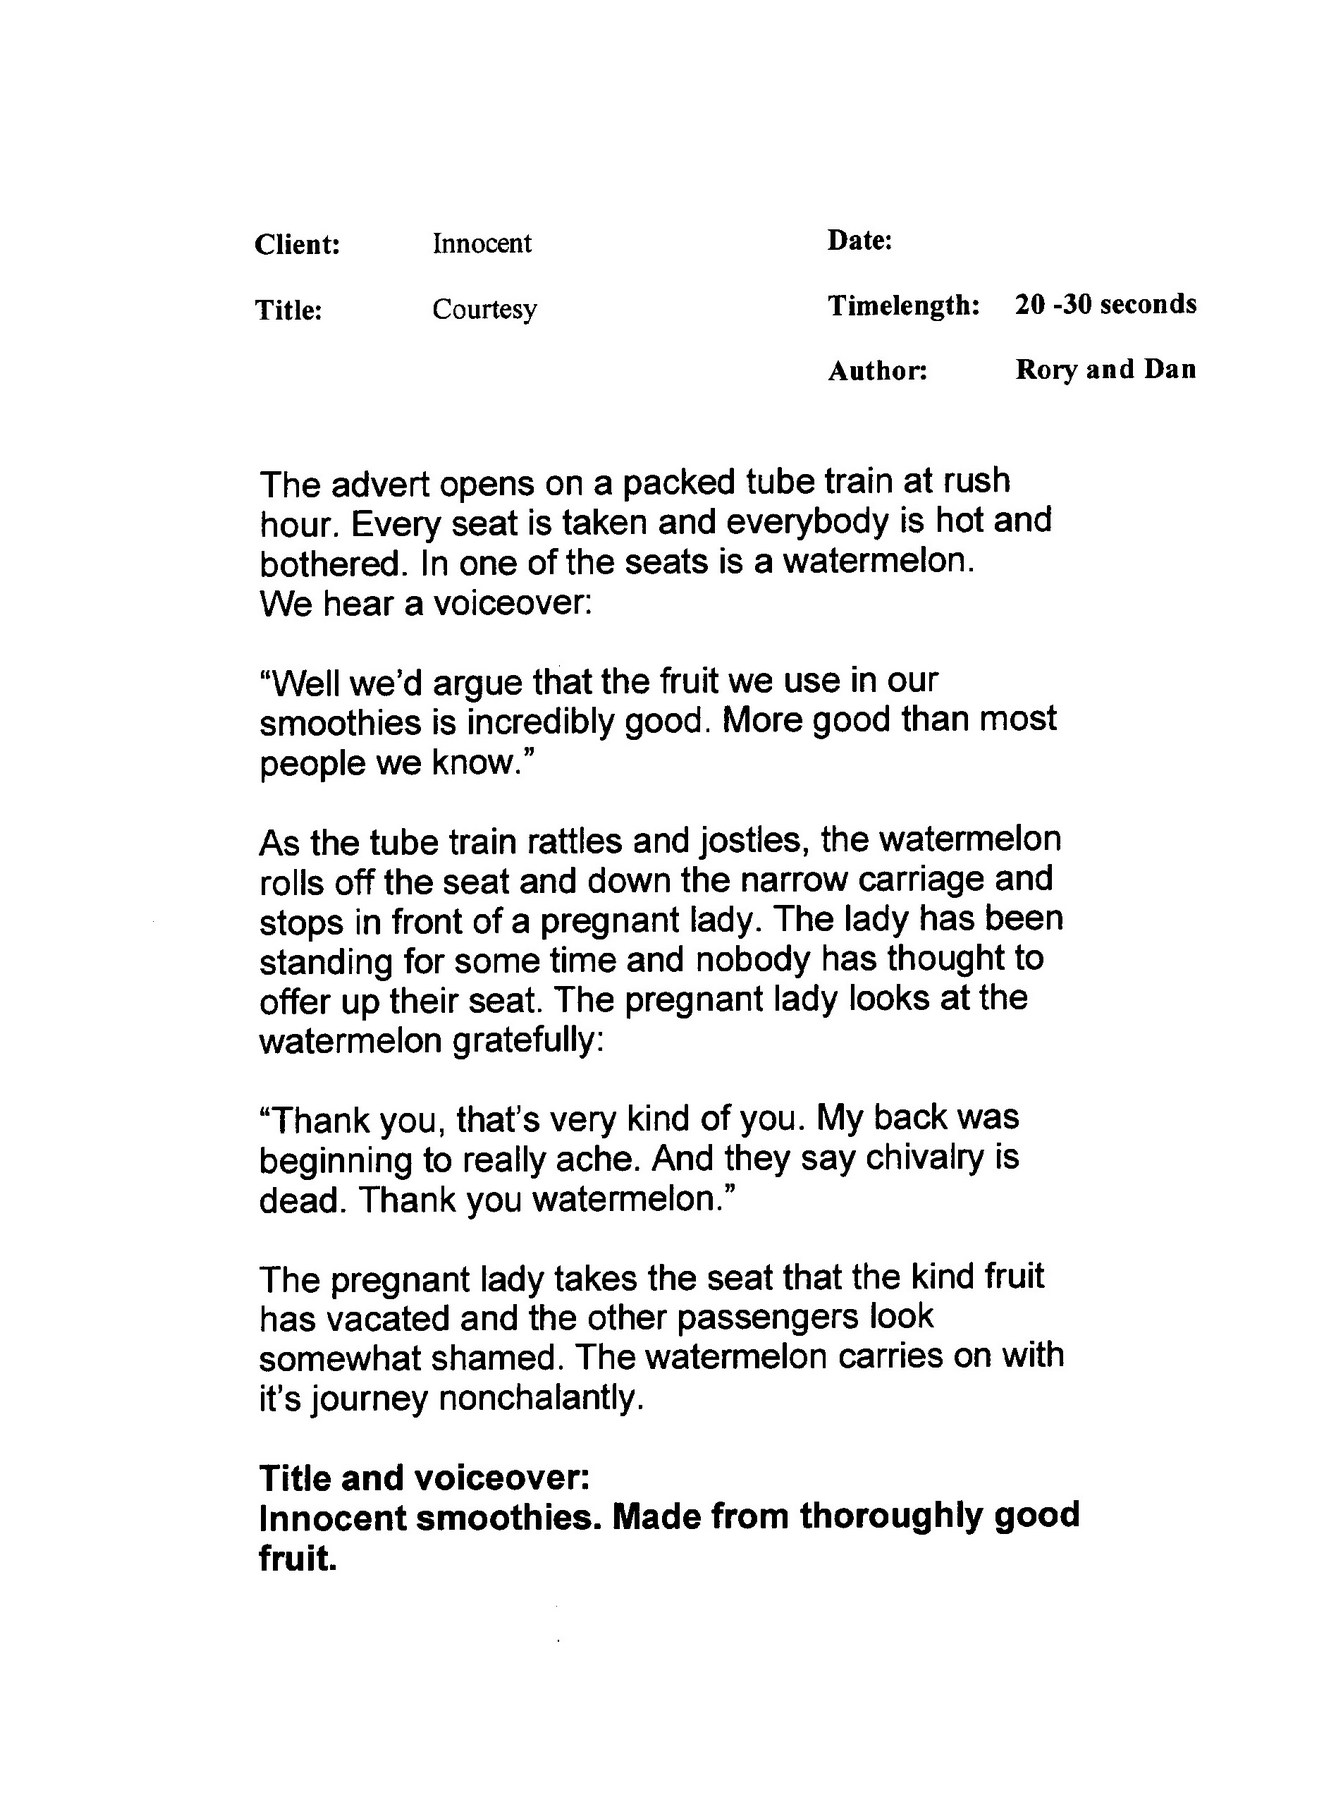 Client: Innocent Date:
Title: Courtesy Timelength: 20 -30 seconds
Author: Rory and Dan
The advert opens on a packed tube train at rush
hour. Every seat is taken and everybody is hot and
bothered. In one of the seats is a watermelon.
We hear a voiceover:
“Well we’d argue that the fruit we use in our
smoothies is incredibly good. More good than most
people we know.”
As the tube train rattles and jostles, the watermelon
rolls off the seat and down the narrow carriage and
stops in front of a pregnant lady. The lady has been
standing for some time and nobody has thought to
offer up their seat. The pregnant lady looks at the
watermelon gratefully:
“Thank you, that’s very kind of you. My back was
beginning to really ache. And they say chivalry is
dead. Thank you watermelon.”
The pregnant lady takes the seat that the kind fruit
has vacated and the other passengers look
somewhat shamed. The watermelon carries on with
it’s journey nonchalantly.
Title and voiceover:
Innocent smoothies. Made from thoroughly good
fruit.